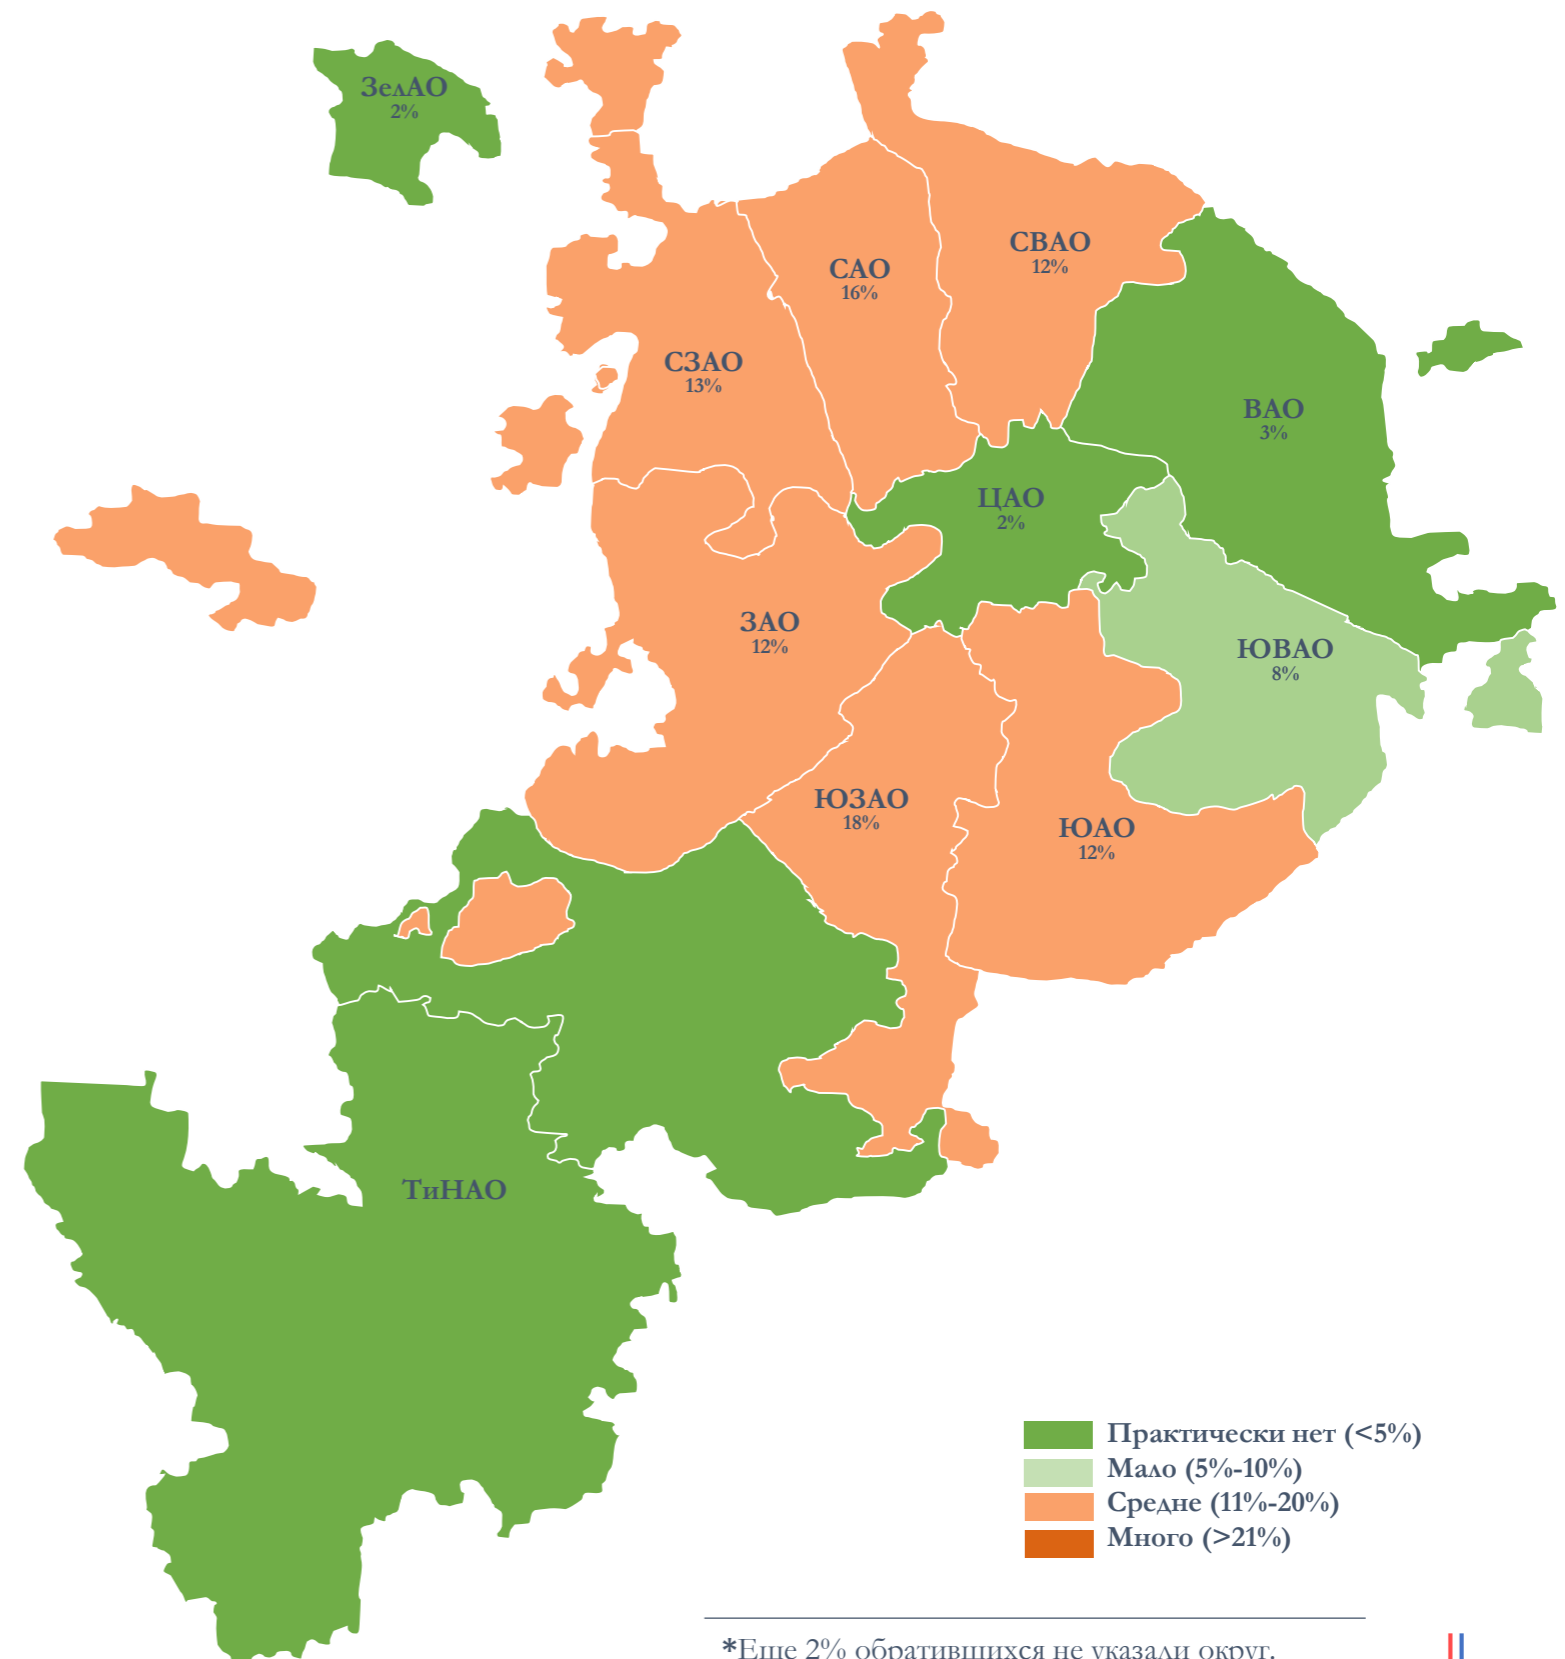 ЗелАО
2%
СВАО
12%
САО
16%
СЗАО
13%
ВАО
3%
ЦАО
2%
ЗАО
12%
ЮВАО
8%
ЮЗАО
18%
ЮАО
12%
ТиНАО
Практически нет (<5%)
Мало (5%-10%)
Средне (11%-20%)
Много (>21%)
*Еще 2% обратившихся не указали округ.